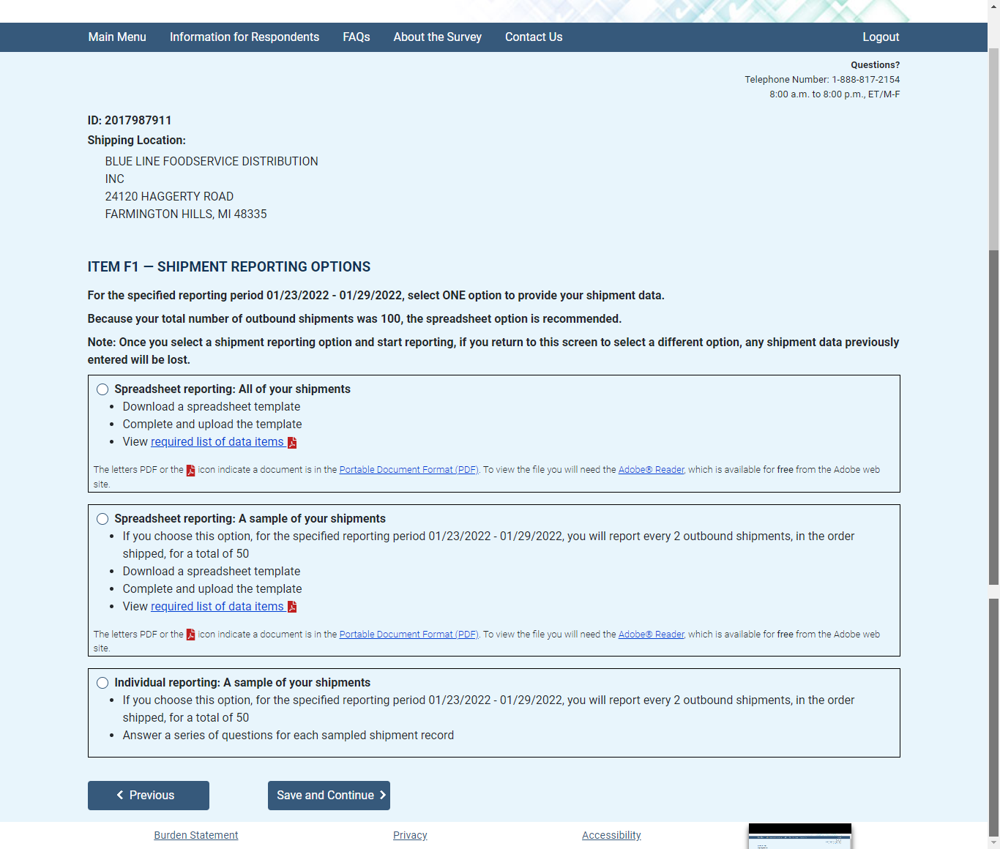 Main Menu Information for Respondents FAQs About the Survey Contact Us Logout
Questions?
Telephone Number: 1-888-817-2154
8:00 a.m. to 8:00 p.m., ET/M-F
ID: 2017987911
Shipping Location:
BLUE LINE FOODSERVICE DISTRIBUTION
INC
24120 HAGGERTY ROAD
FARMINGTON HILLS, MI 48335
ITEM F1 — SHIPMENT REPORTING OPTIONS
For the specified reporting period 01/23/2022 - 01/29/2022, select ONE option to provide your shipment data.
Because your total number of outbound shipments was 100, the spreadsheet option is recommended.
Note: Once you select a shipment reporting option and start reporting, if you return to this screen to select a different option, any shipment data previously
entered will be lost.
Spreadsheet reporting: All of your shipments
• Download a spreadsheet template
• Complete and upload the template
• View required list of data items
The letters PDF or the icon indicate a document is in the Portable Document Format (PDF). To view the file you will need the Adobe® Reader, which is available for free from the Adobe web
site.
Spreadsheet reporting: A sample of your shipments
• If you choose this option, for the specified reporting period 01/23/2022 - 01/29/2022, you will report every 2 outbound shipments, in the order
shipped, for a total of 50
• Download a spreadsheet template
• Complete and upload the template
• View required list of data items
The letters PDF or the icon indicate a document is in the Portable Document Format (PDF). To view the file you will need the Adobe® Reader, which is available for free from the Adobe web
site.
Individual reporting: A sample of your shipments
• If you choose this option, for the specified reporting period 01/23/2022 - 01/29/2022, you will report every 2 outbound shipments, in the order
shipped, for a total of 50
• Answer a series of questions for each sampled shipment record
Previous Save and Continue
Burden Statement Privacy Accessibility